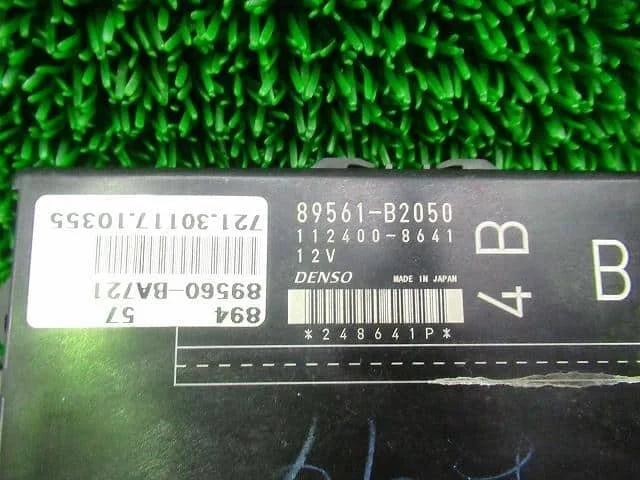 721.30117.10355
89560-BA721
57
894
89561-B2050
112400-8641
12V
DENSO MADE IN JAPAN
*248641P*
4B
B